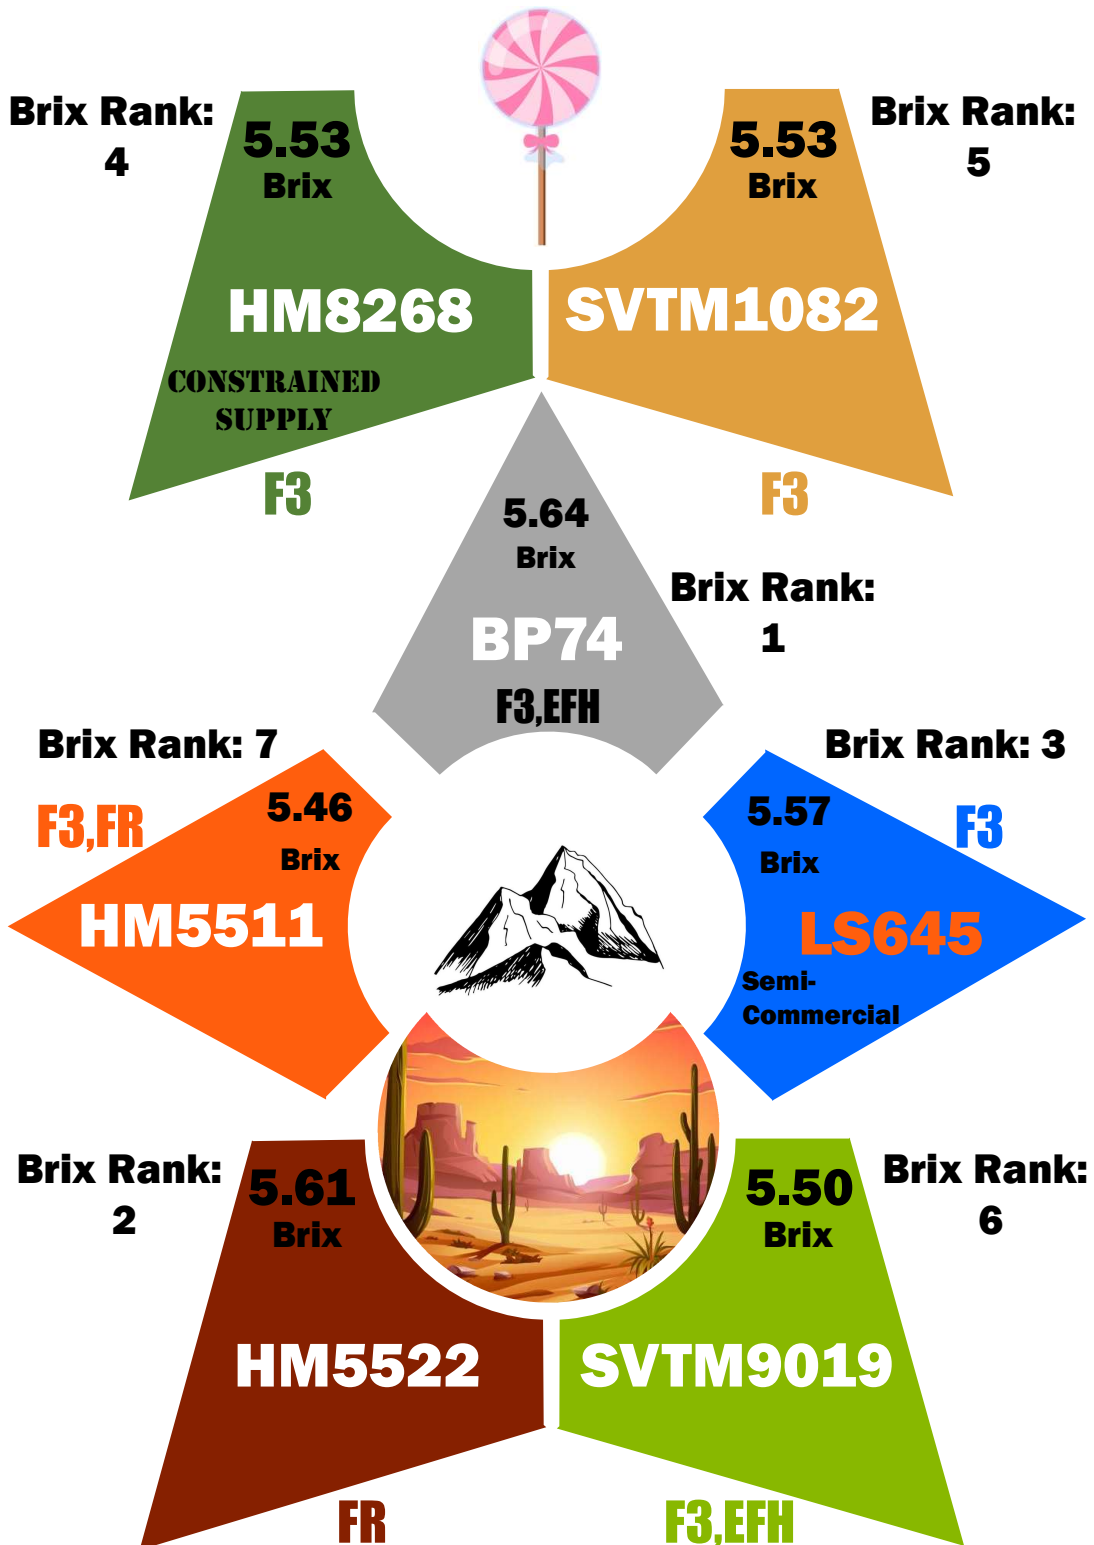 Brix Rank:
4
5.53
Brix
HM8268
CONSTRAINED
SUPPLY
F3
5.53
Brix
Brix Rank:
5
SVTM1082
F3
5.64
Brix
BP74
F3,EFH
Brix Rank:
1
Brix Rank: 7
F3,FR
5.46
Brix
HM5511
Brix Rank: 3
5.57
Brix
F3
LS645
Semi-
Commercial
Brix Rank:
2
5.61
Brix
HM5522
FR
5.50
Brix
Brix Rank:
6
SVTM9019
F3,EFH